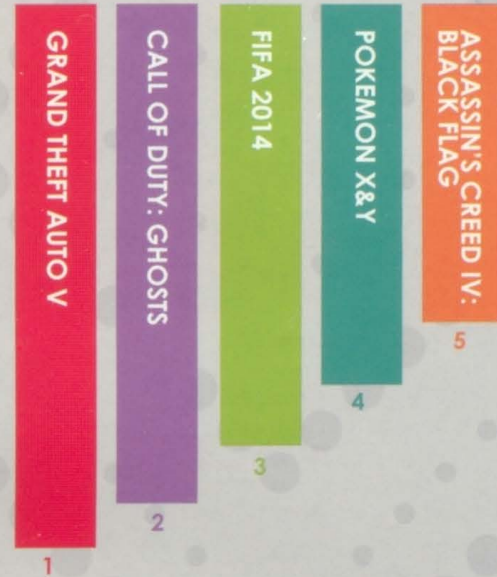 GRAND THEFT AUTO V
1
CALL OF DUTY: GHOSTS
2
FIFA 2014
3
POKEMON X&Y
4
ASSASSIN'S CREED IV:
BLACK FLAG
5